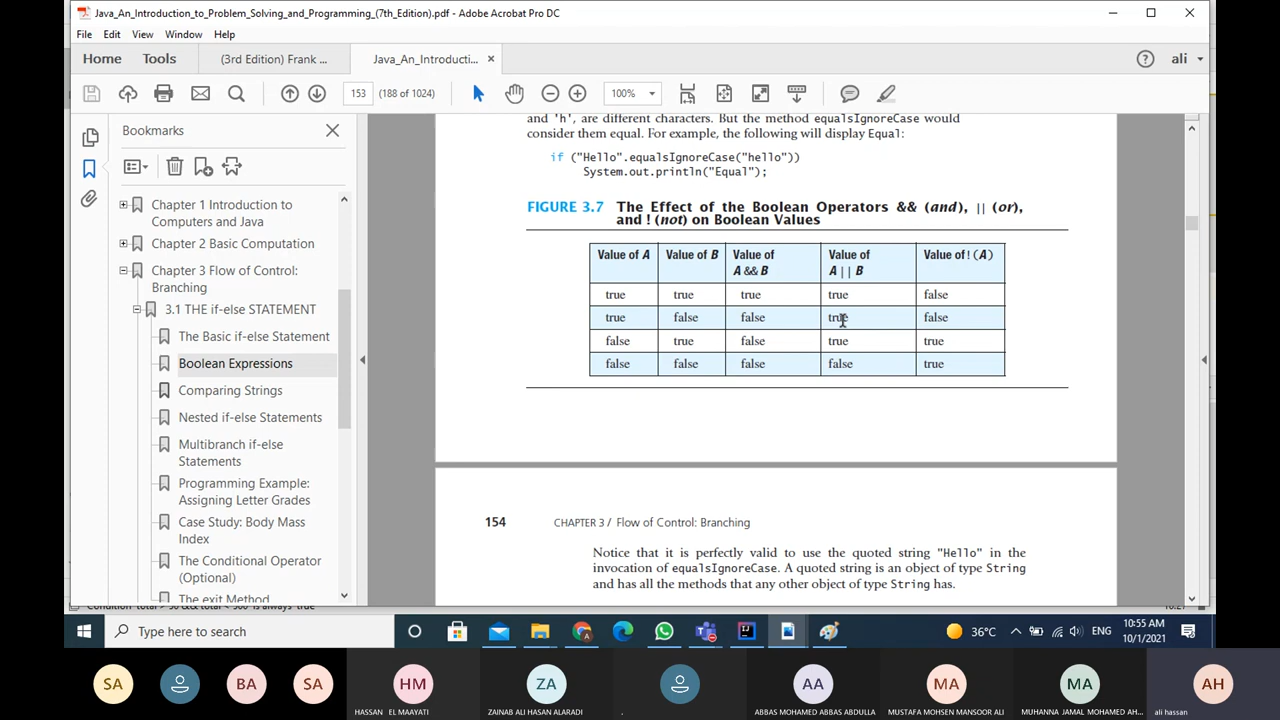 Java_An_Introduction_to_Problem_Solving_and_Programming_(7th_Edition).pdf - Adobe Acrobat Pro DC
File Edit View Window Help
Home Tools (3rd Edition) Frank ... Java_An_Introducti... ali
153 (188 of 1024) 100%
Bookmarks
Chapter 1 Introduction to
Computers and Java
Chapter 2 Basic Computation
Chapter 3 Flow of Control:
Branching
3.1 THE if-else STATEMENT
The Basic if-else Statement
Boolean Expressions
Comparing Strings
Nested if-else Statements
Multibranch if-else
Statements
Programming Example:
Assigning Letter Grades
Case Study: Body Mass
Index
The Conditional Operator
(Optional)
The exit Method
and 'h', are different characters. But the method equalsIgnoreCase would
consider them equal. For example, the following will display Equal:
if ("Hello".equalsIgnoreCase("hello"))
System.out.println("Equal");
FIGURE 3.7 The Effect of the Boolean Operators && (and), || (or),
and ! (not) on Boolean Values
Value of A Value of B Value of A && B Value of A || B Value of ! (A)
true true true true false
true false false true false
false true false true true
false false false false true
154 CHAPTER 3 / Flow of Control: Branching
Notice that it is perfectly valid to use the quoted string "Hello" in the
invocation of equalsIgnoreCase. A quoted string is an object of type String
and has all the methods that any other object of type String has.
Type here to search
36°C ENG
10:55 AM
10/1/2021
SA BA SA HM ZA AA MA MA AH
HASSAN EL MAAYATI ZAINAB ALI HASAN ALARADI . ABBAS MOHAMED ABBAS ABDULLA MUSTAFA MOHSEN MANSOOR ALI MUHANNA JAMAL MOHAMED AH... ali hassan